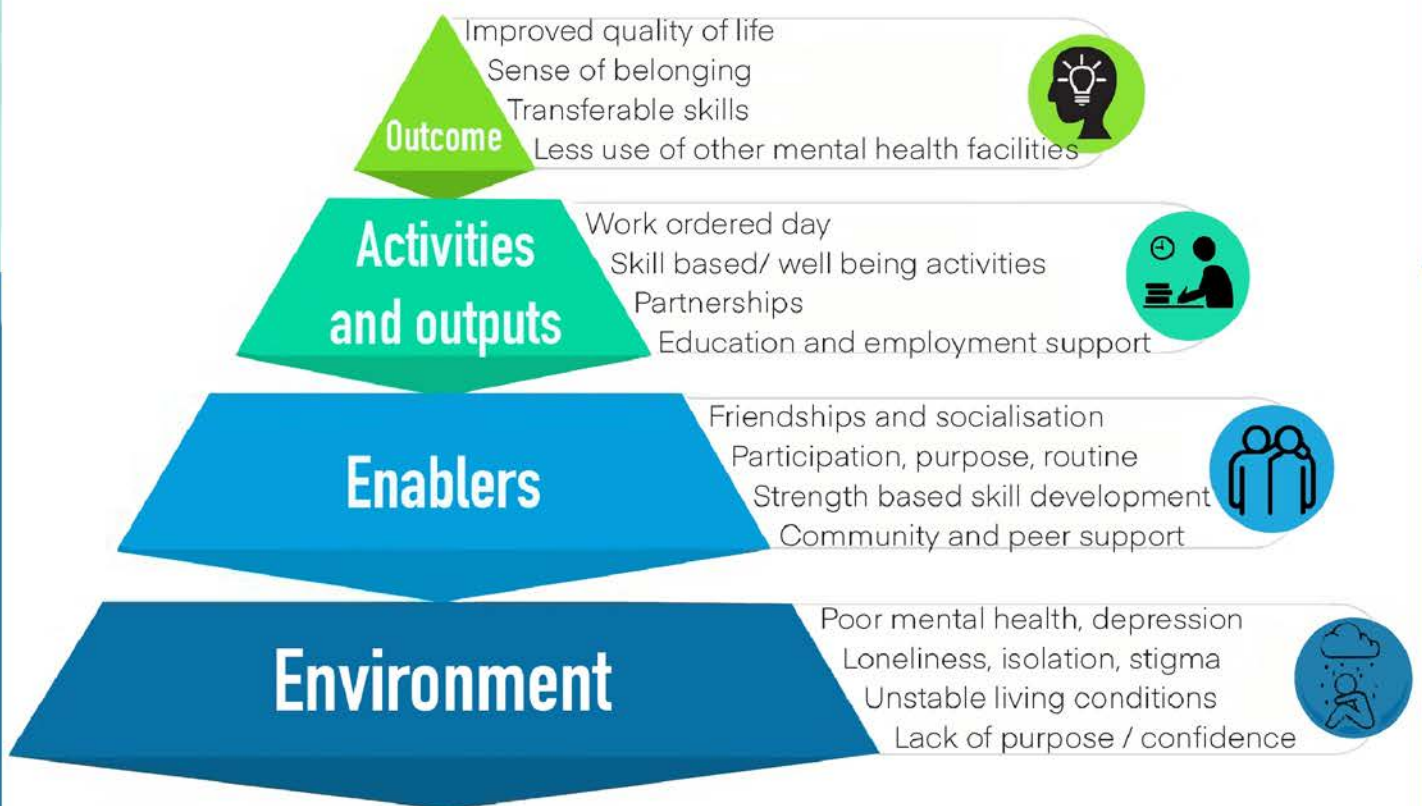 Improved quality of life
Sense of belonging
Transferable skills
Less use of other mental health facilities
Outcome
Work ordered day
Skill based/ well being activities
Partnerships
Education and employment support
Activities
and outputs
Friendships and socialisation
Participation, purpose, routine
Strength based skill development
Community and peer support
Enablers
Poor mental health, depression
Loneliness, isolation, stigma
Unstable living conditions
Lack of purpose / confidence
Environment